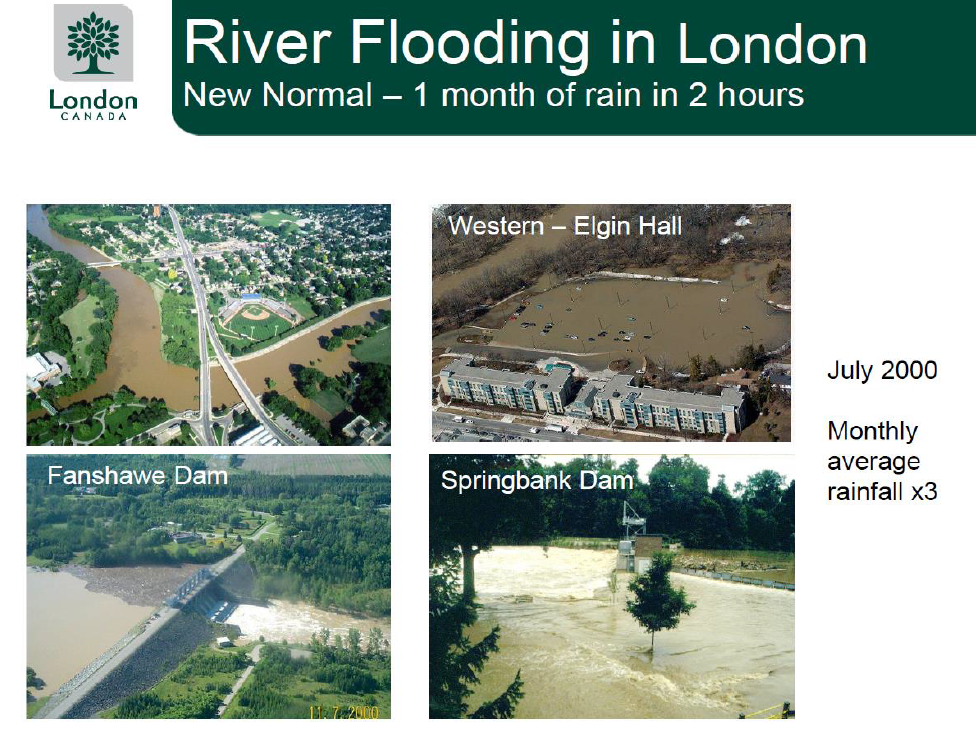 London
CANADA
River Flooding in London
New Normal – 1 month of rain in 2 hours
Western – Elgin Hall
July 2000
Monthly
average
rainfall x3
Fanshawe Dam
Springbank Dam
11. 7. 2000